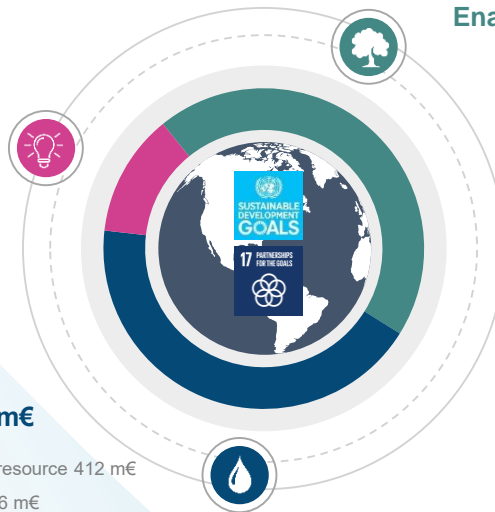 Ena
SUSTAINABLE
DEVELOPMENT
GOALS
17 PARTNERSHIPS
FOR THE GOALS
m€
resource 412 m€
6 m€